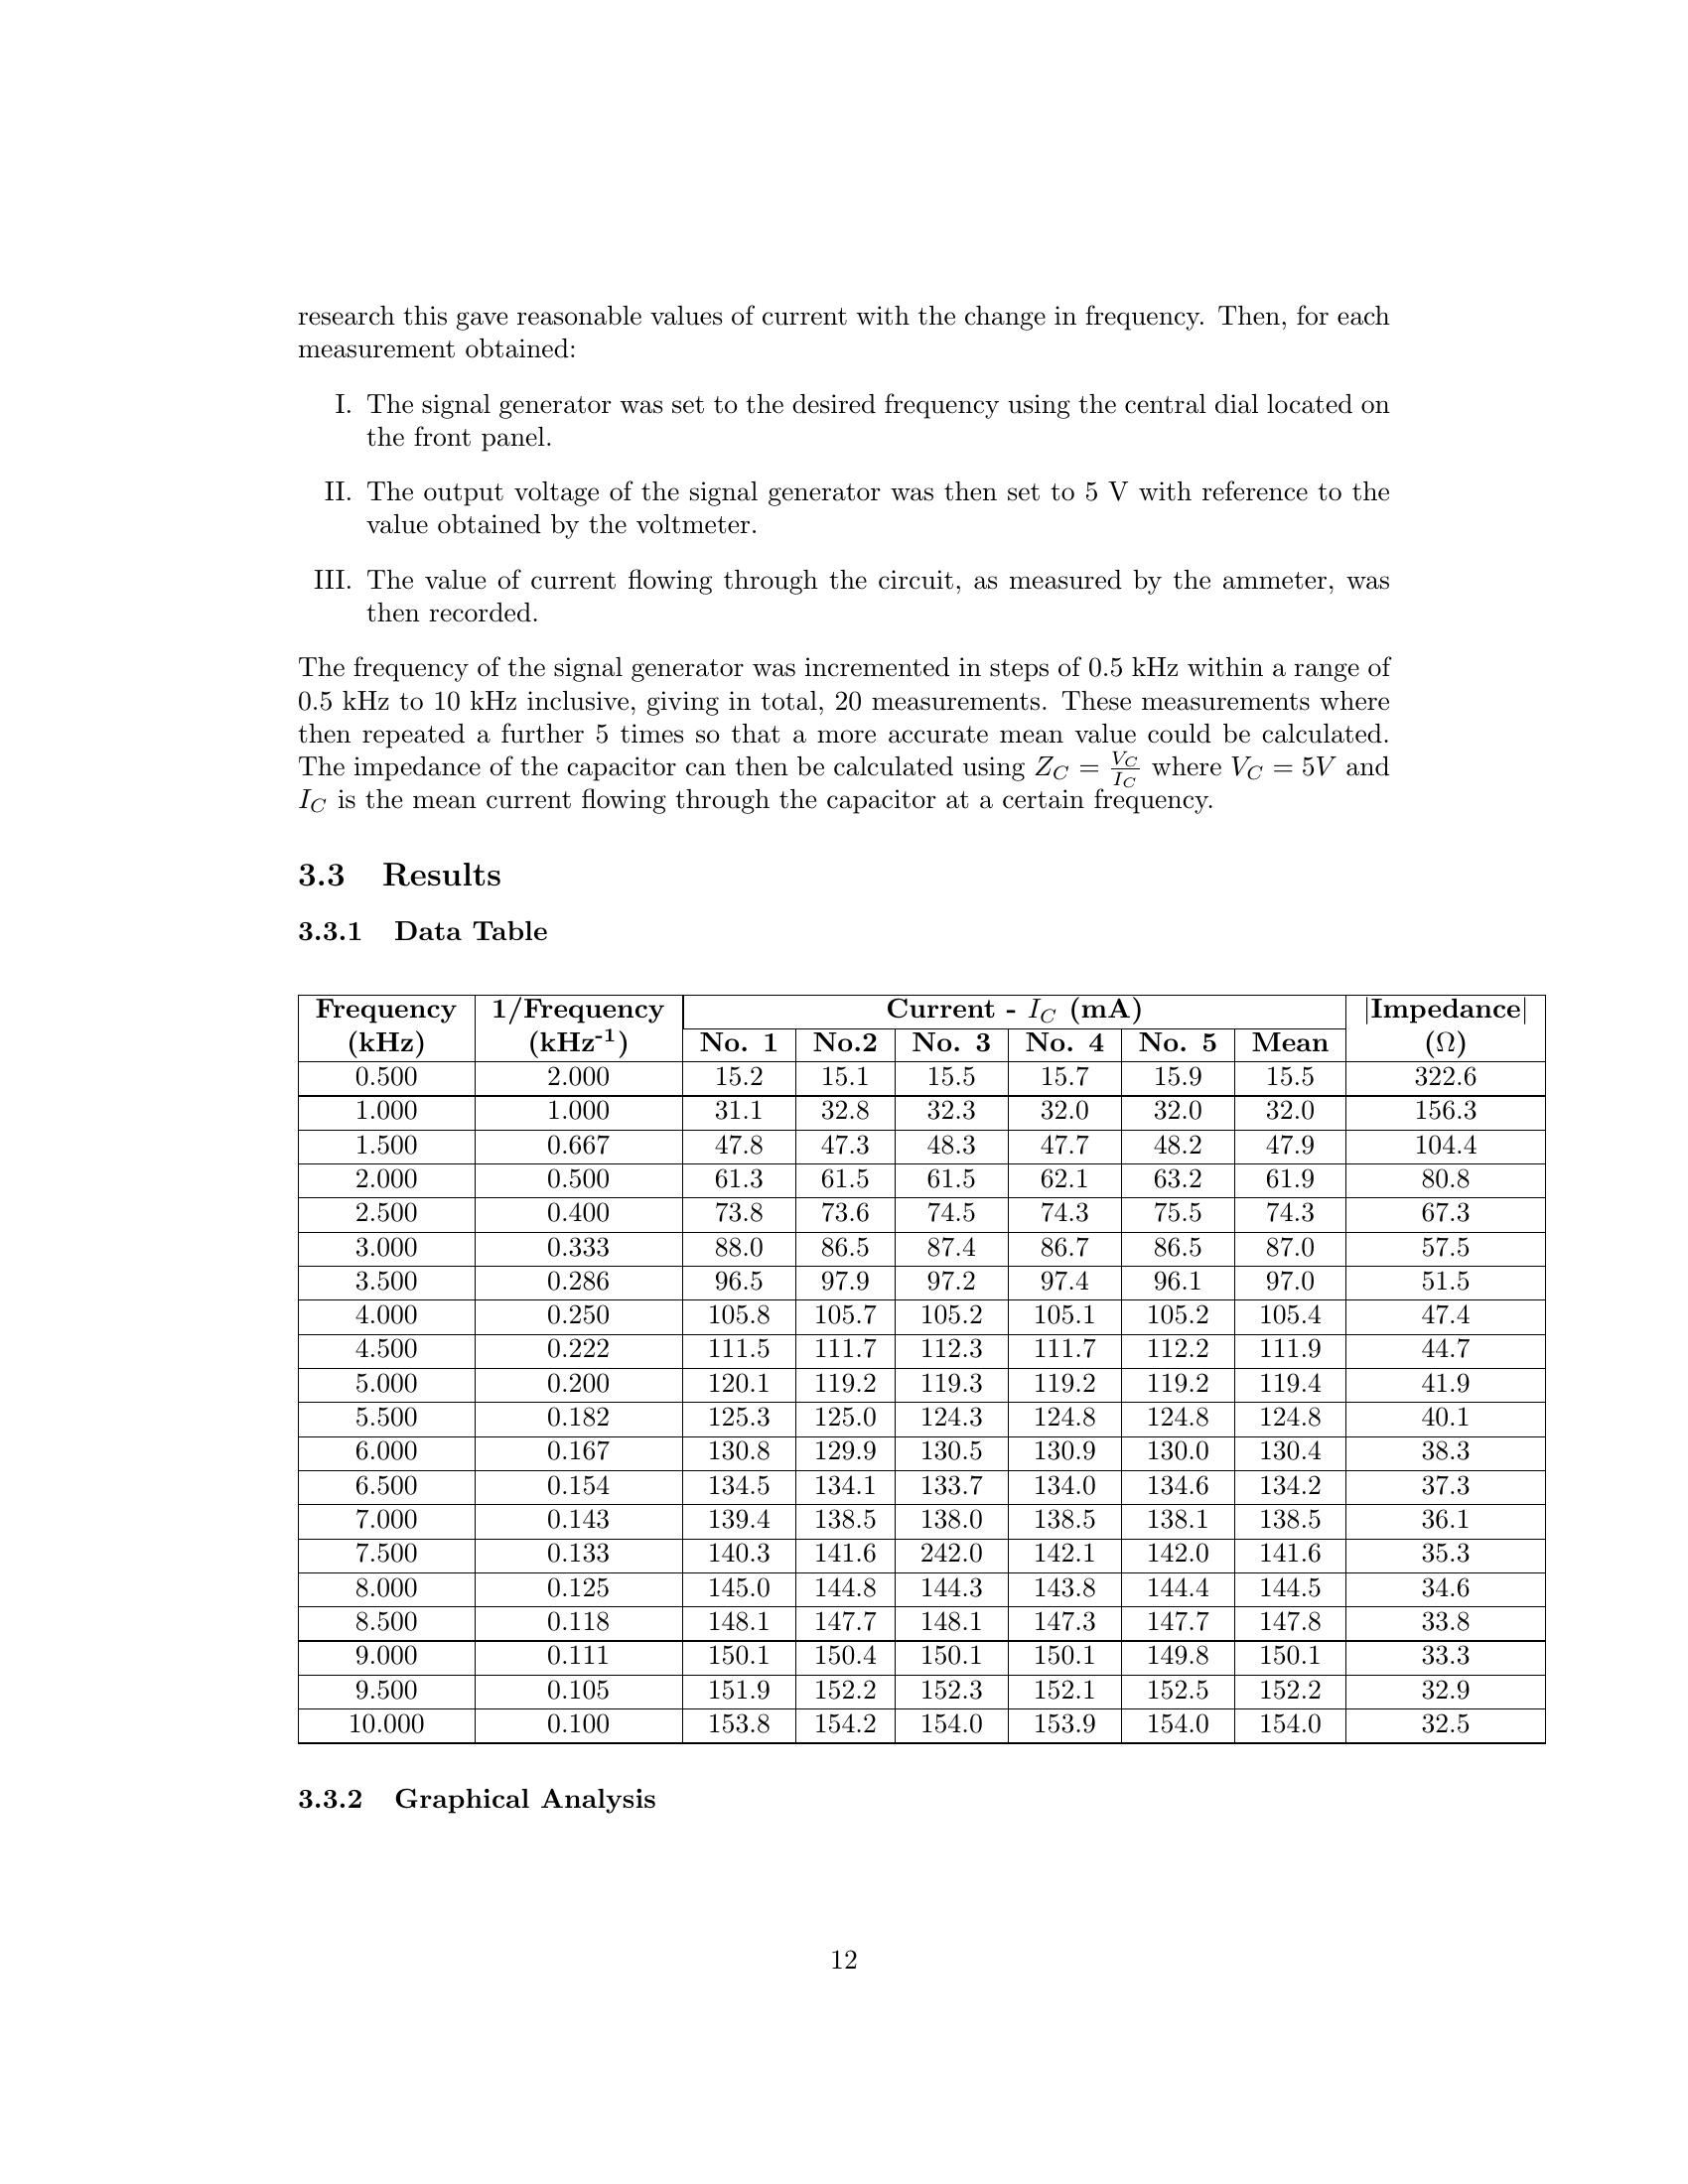 research this gave reasonable values of current with the change in frequency. Then, for each
measurement obtained:
I. The signal generator was set to the desired frequency using the central dial located on
the front panel.
II. The output voltage of the signal generator was then set to 5 V with reference to the
value obtained by the voltmeter.
III. The value of current flowing through the circuit, as measured by the ammeter, was
then recorded.
The frequency of the signal generator was incremented in steps of 0.5 kHz within a range of
0.5 kHz to 10 kHz inclusive, giving in total, 20 measurements. These measurements where
then repeated a further 5 times so that a more accurate mean value could be calculated.
The impedance of the capacitor can then be calculated using Z_C = V_C/I_C where V_C = 5V and
I_C is the mean current flowing through the capacitor at a certain frequency.
3.3 Results
3.3.1 Data Table
Frequency 1/Frequency Current - I_C (mA) |Impedance|
(kHz) (kHz⁻¹) No. 1 No.2 No. 3 No. 4 No. 5 Mean (Ω)
0.500 2.000 15.2 15.1 15.5 15.7 15.9 15.5 322.6
1.000 1.000 31.1 32.8 32.3 32.0 32.0 32.0 156.3
1.500 0.667 47.8 47.3 48.3 47.7 48.2 47.9 104.4
2.000 0.500 61.3 61.5 61.5 62.1 63.2 61.9 80.8
2.500 0.400 73.8 73.6 74.5 74.3 75.5 74.3 67.3
3.000 0.333 88.0 86.5 87.4 86.7 86.5 87.0 57.5
3.500 0.286 96.5 97.9 97.2 97.4 96.1 97.0 51.5
4.000 0.250 105.8 105.7 105.2 105.1 105.2 105.4 47.4
4.500 0.222 111.5 111.7 112.3 111.7 112.2 111.9 44.7
5.000 0.200 120.1 119.2 119.3 119.2 119.2 119.4 41.9
5.500 0.182 125.3 125.0 124.3 124.8 124.8 124.8 40.1
6.000 0.167 130.8 129.9 130.5 130.9 130.0 130.4 38.3
6.500 0.154 134.5 134.1 133.7 134.0 134.6 134.2 37.3
7.000 0.143 139.4 138.5 138.0 138.5 138.1 138.5 36.1
7.500 0.133 140.3 141.6 242.0 142.1 142.0 141.6 35.3
8.000 0.125 145.0 144.8 144.3 143.8 144.4 144.5 34.6
8.500 0.118 148.1 147.7 148.1 147.3 147.7 147.8 33.8
9.000 0.111 150.1 150.4 150.1 150.1 149.8 150.1 33.3
9.500 0.105 151.9 152.2 152.3 152.1 152.5 152.2 32.9
10.000 0.100 153.8 154.2 154.0 153.9 154.0 154.0 32.5
3.3.2 Graphical Analysis
12